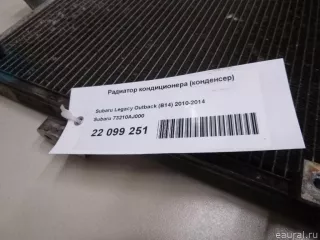 Радиатор кондиционера (конденсер)
Subaru Legacy Outback (B14) 2010-2014
Subaru 73210AJ000
22 099 251
eaural.ru